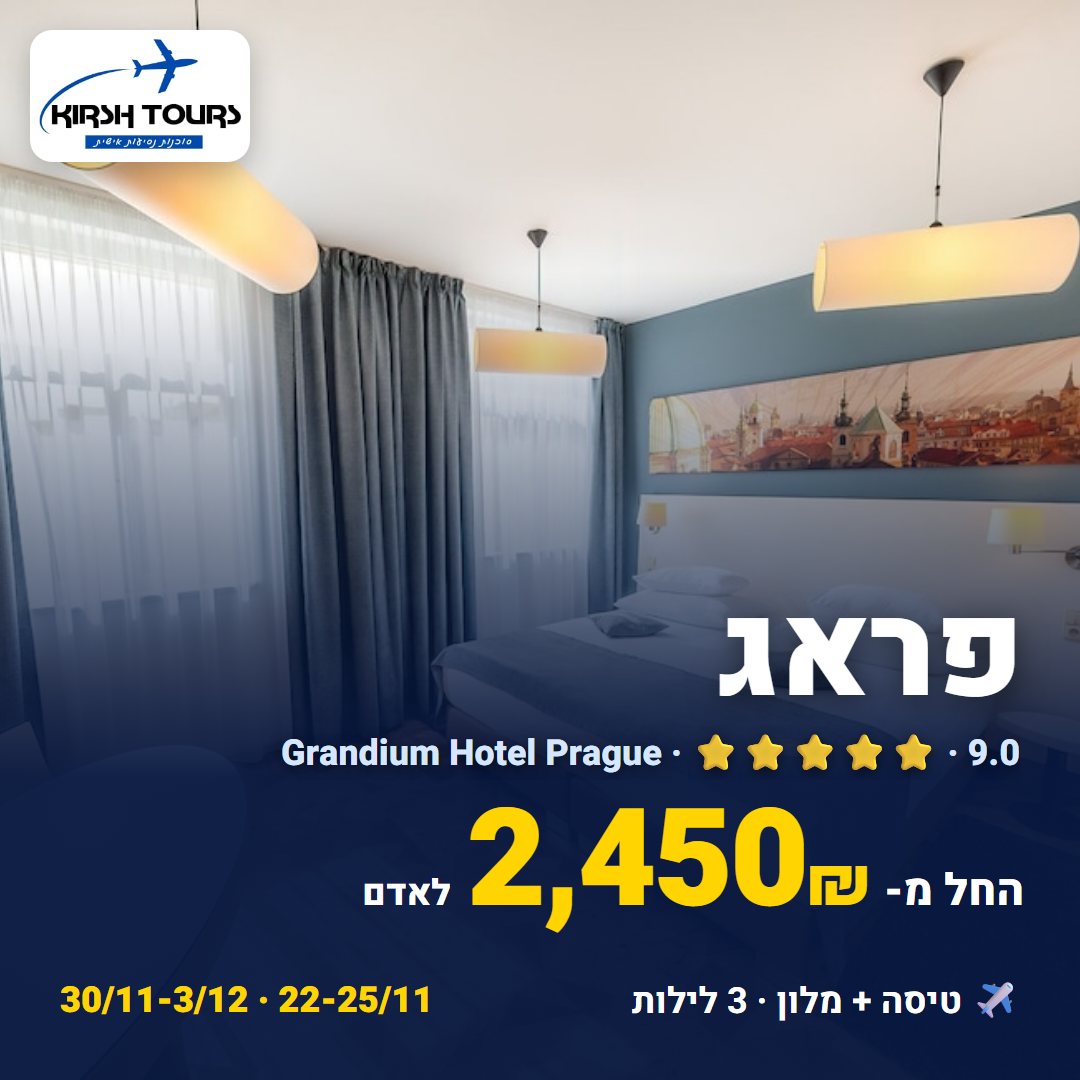 KIRSH TOURS
סוכנות נסיעות אישית
פראג
9.0 · ⭐⭐⭐⭐⭐ · Grandium Hotel Prague
החל מ- ₪2,450 לאדם
✈️ טיסה + מלון · 3 לילות
22-25/11 · 30/11-3/12